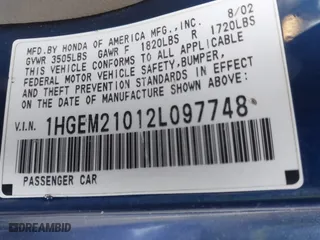 MFD. BY HONDA OF AMERICA MFG., INC. 8/02
GVWR 3505LBS GAWR F 1820LBS R 1720LBS
THIS VEHICLE CONFORMS TO ALL APPLICABLE
FEDERAL MOTOR VEHICLE SAFETY, BUMPER,
AND THEFT PREVENTION STANDARDS IN EFFECT
ON THE DATE OF MANUFACTURE SHOWN ABOVE.
V.I.N. 1HGEM21012L097748
PASSENGER CAR
DREAMBID